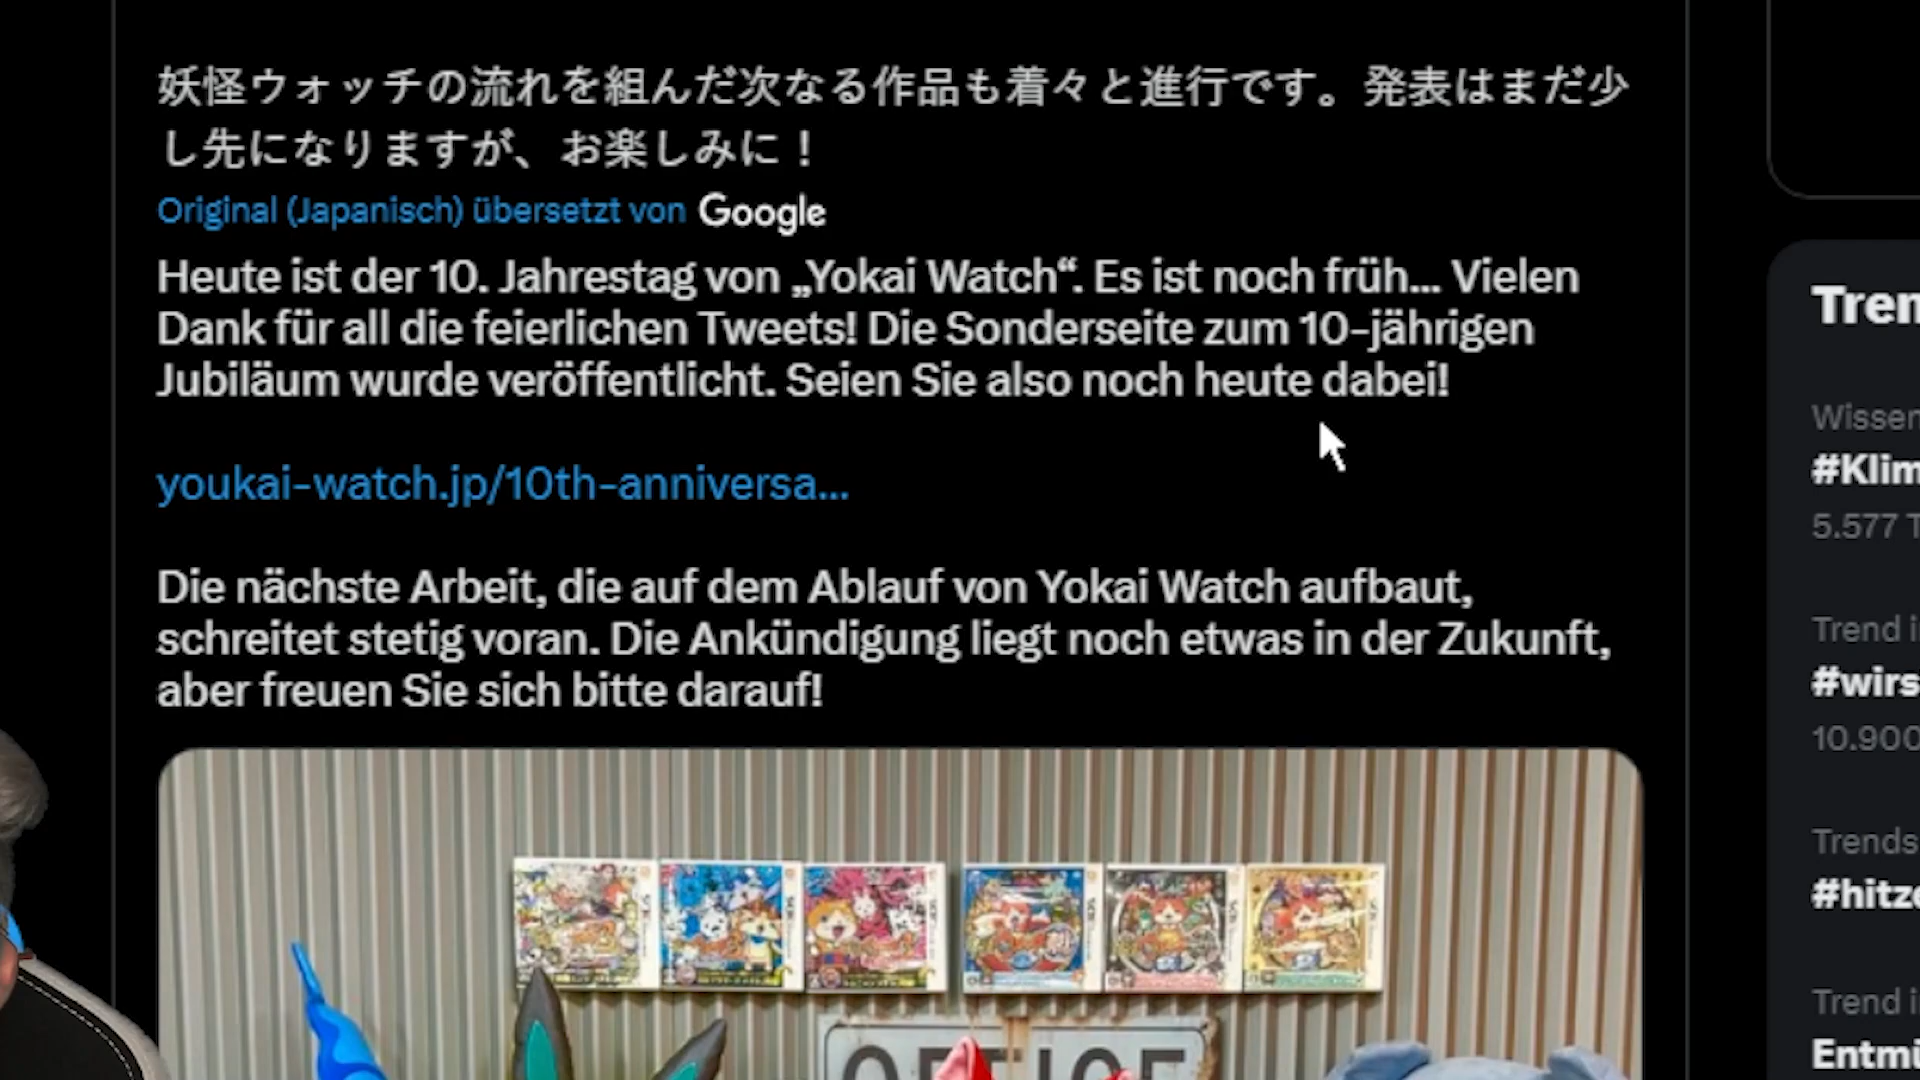 妖怪ウォッチの流れを組んだ次なる作品も着々と進行です。発表はまだ少
し先になりますが、お楽しみに！
Original (Japanisch) übersetzt von Google
Heute ist der 10. Jahrestag von „Yokai Watch“. Es ist noch früh... Vielen
Dank für all die feierlichen Tweets! Die Sonderseite zum 10-jährigen
Jubiläum wurde veröffentlicht. Seien Sie also noch heute dabei!
youkai-watch.jp/10th-anniversa...
Die nächste Arbeit, die auf dem Ablauf von Yokai Watch aufbaut,
schreitet stetig voran. Die Ankündigung liegt noch etwas in der Zukunft,
aber freuen Sie sich bitte darauf!
OFFICE
Tren
Wissen
#Klim
5.577 T
Trend i
#wirs
10.900
Trends
#hitze
Trend i
Entmi